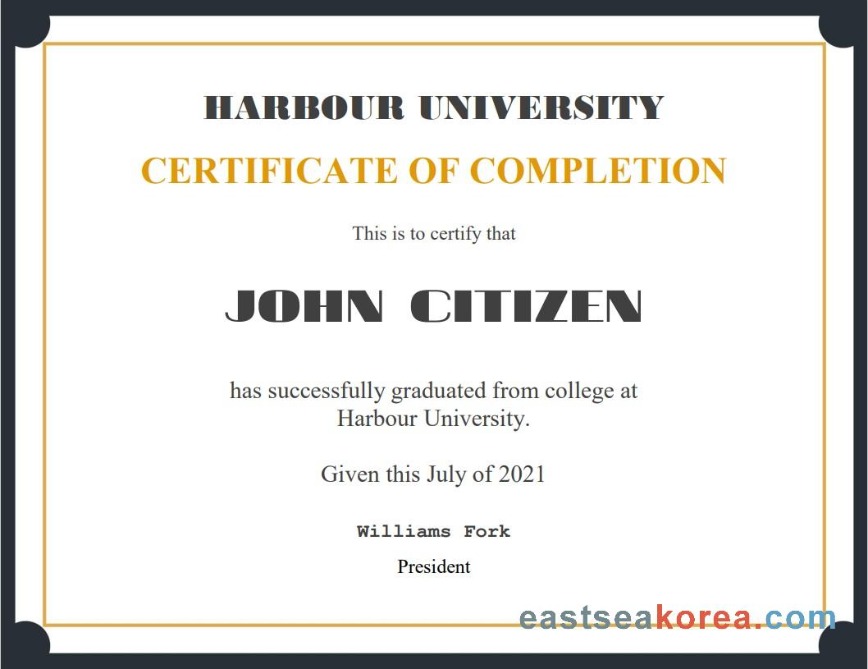 HARBOUR UNIVERSITY
CERTIFICATE OF COMPLETION
This is to certify that
JOHN CITIZEN
has successfully graduated from college at
Harbour University.
Given this July of 2021
Williams Fork
President
eastseakorea.com